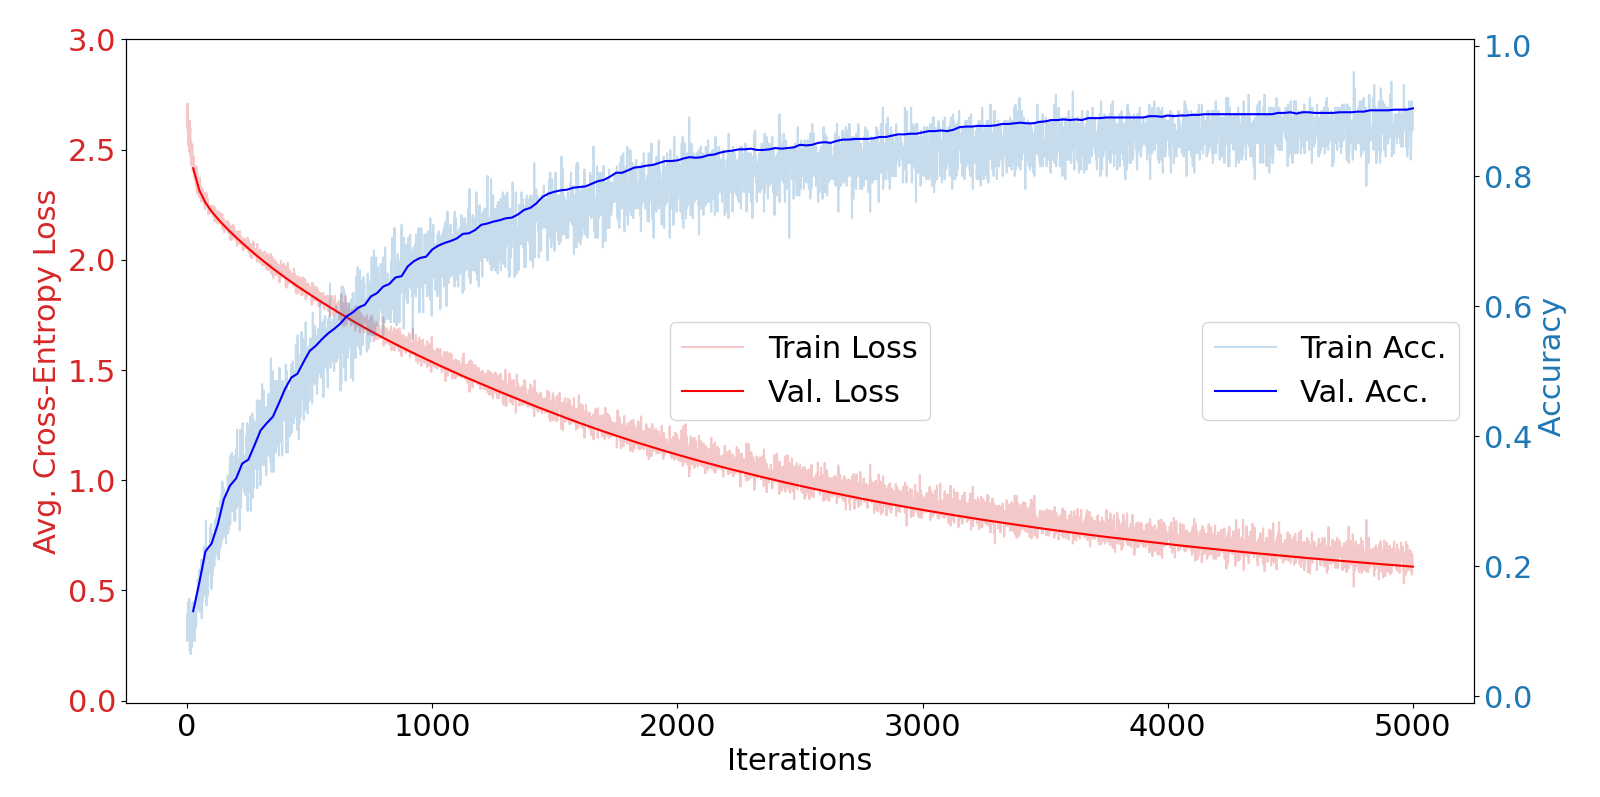 3.0
2.5
2.0
1.5
1.0
0.5
0.0
Avg. Cross-Entropy Loss
Train Loss
Val. Loss
Train Acc.
Val. Acc.
1.0
0.8
0.6
0.4
0.2
0.0
Accuracy
0 1000 2000 3000 4000 5000
Iterations